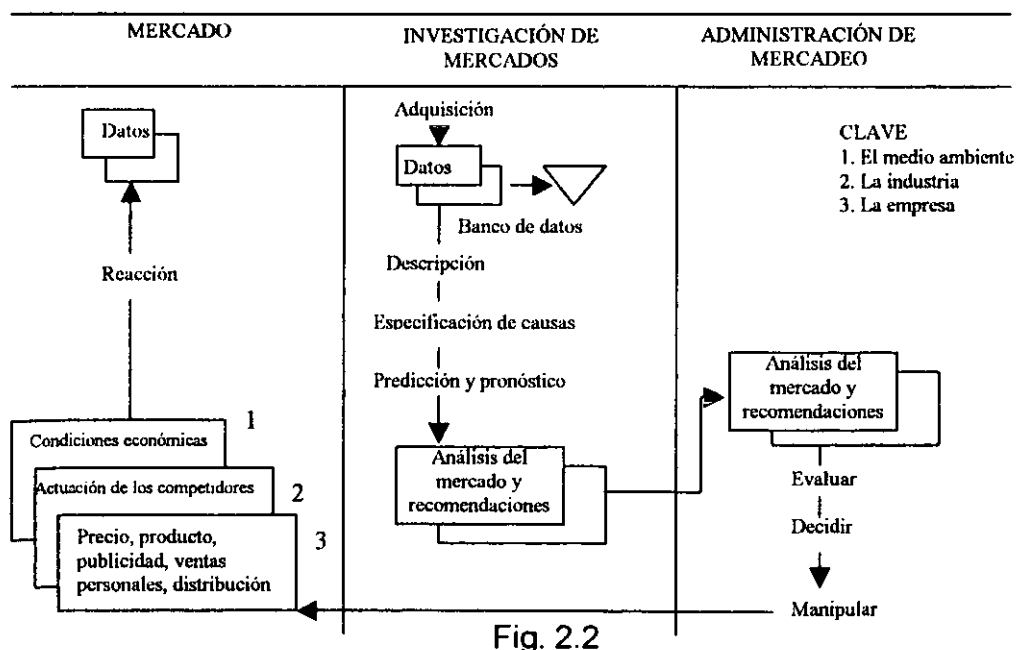 MERCADO
INVESTIGACIÓN DE
MERCADOS
ADMINISTRACIÓN DE
MERCADEO
Datos
Reacción
Condiciones económicas
1
Actuación de los competidores
2
Precio, producto,
publicidad, ventas
personales, distribución
3
Adquisición
Datos
Banco de datos
Descripción
Especificación de causas
Predicción y pronóstico
Análisis del
mercado y
recomendaciones
CLAVE
1. El medio ambiente
2. La industria
3. La empresa
Análisis del
mercado y
recomendaciones
Evaluar
Decidir
Manipular
Fig. 2.2